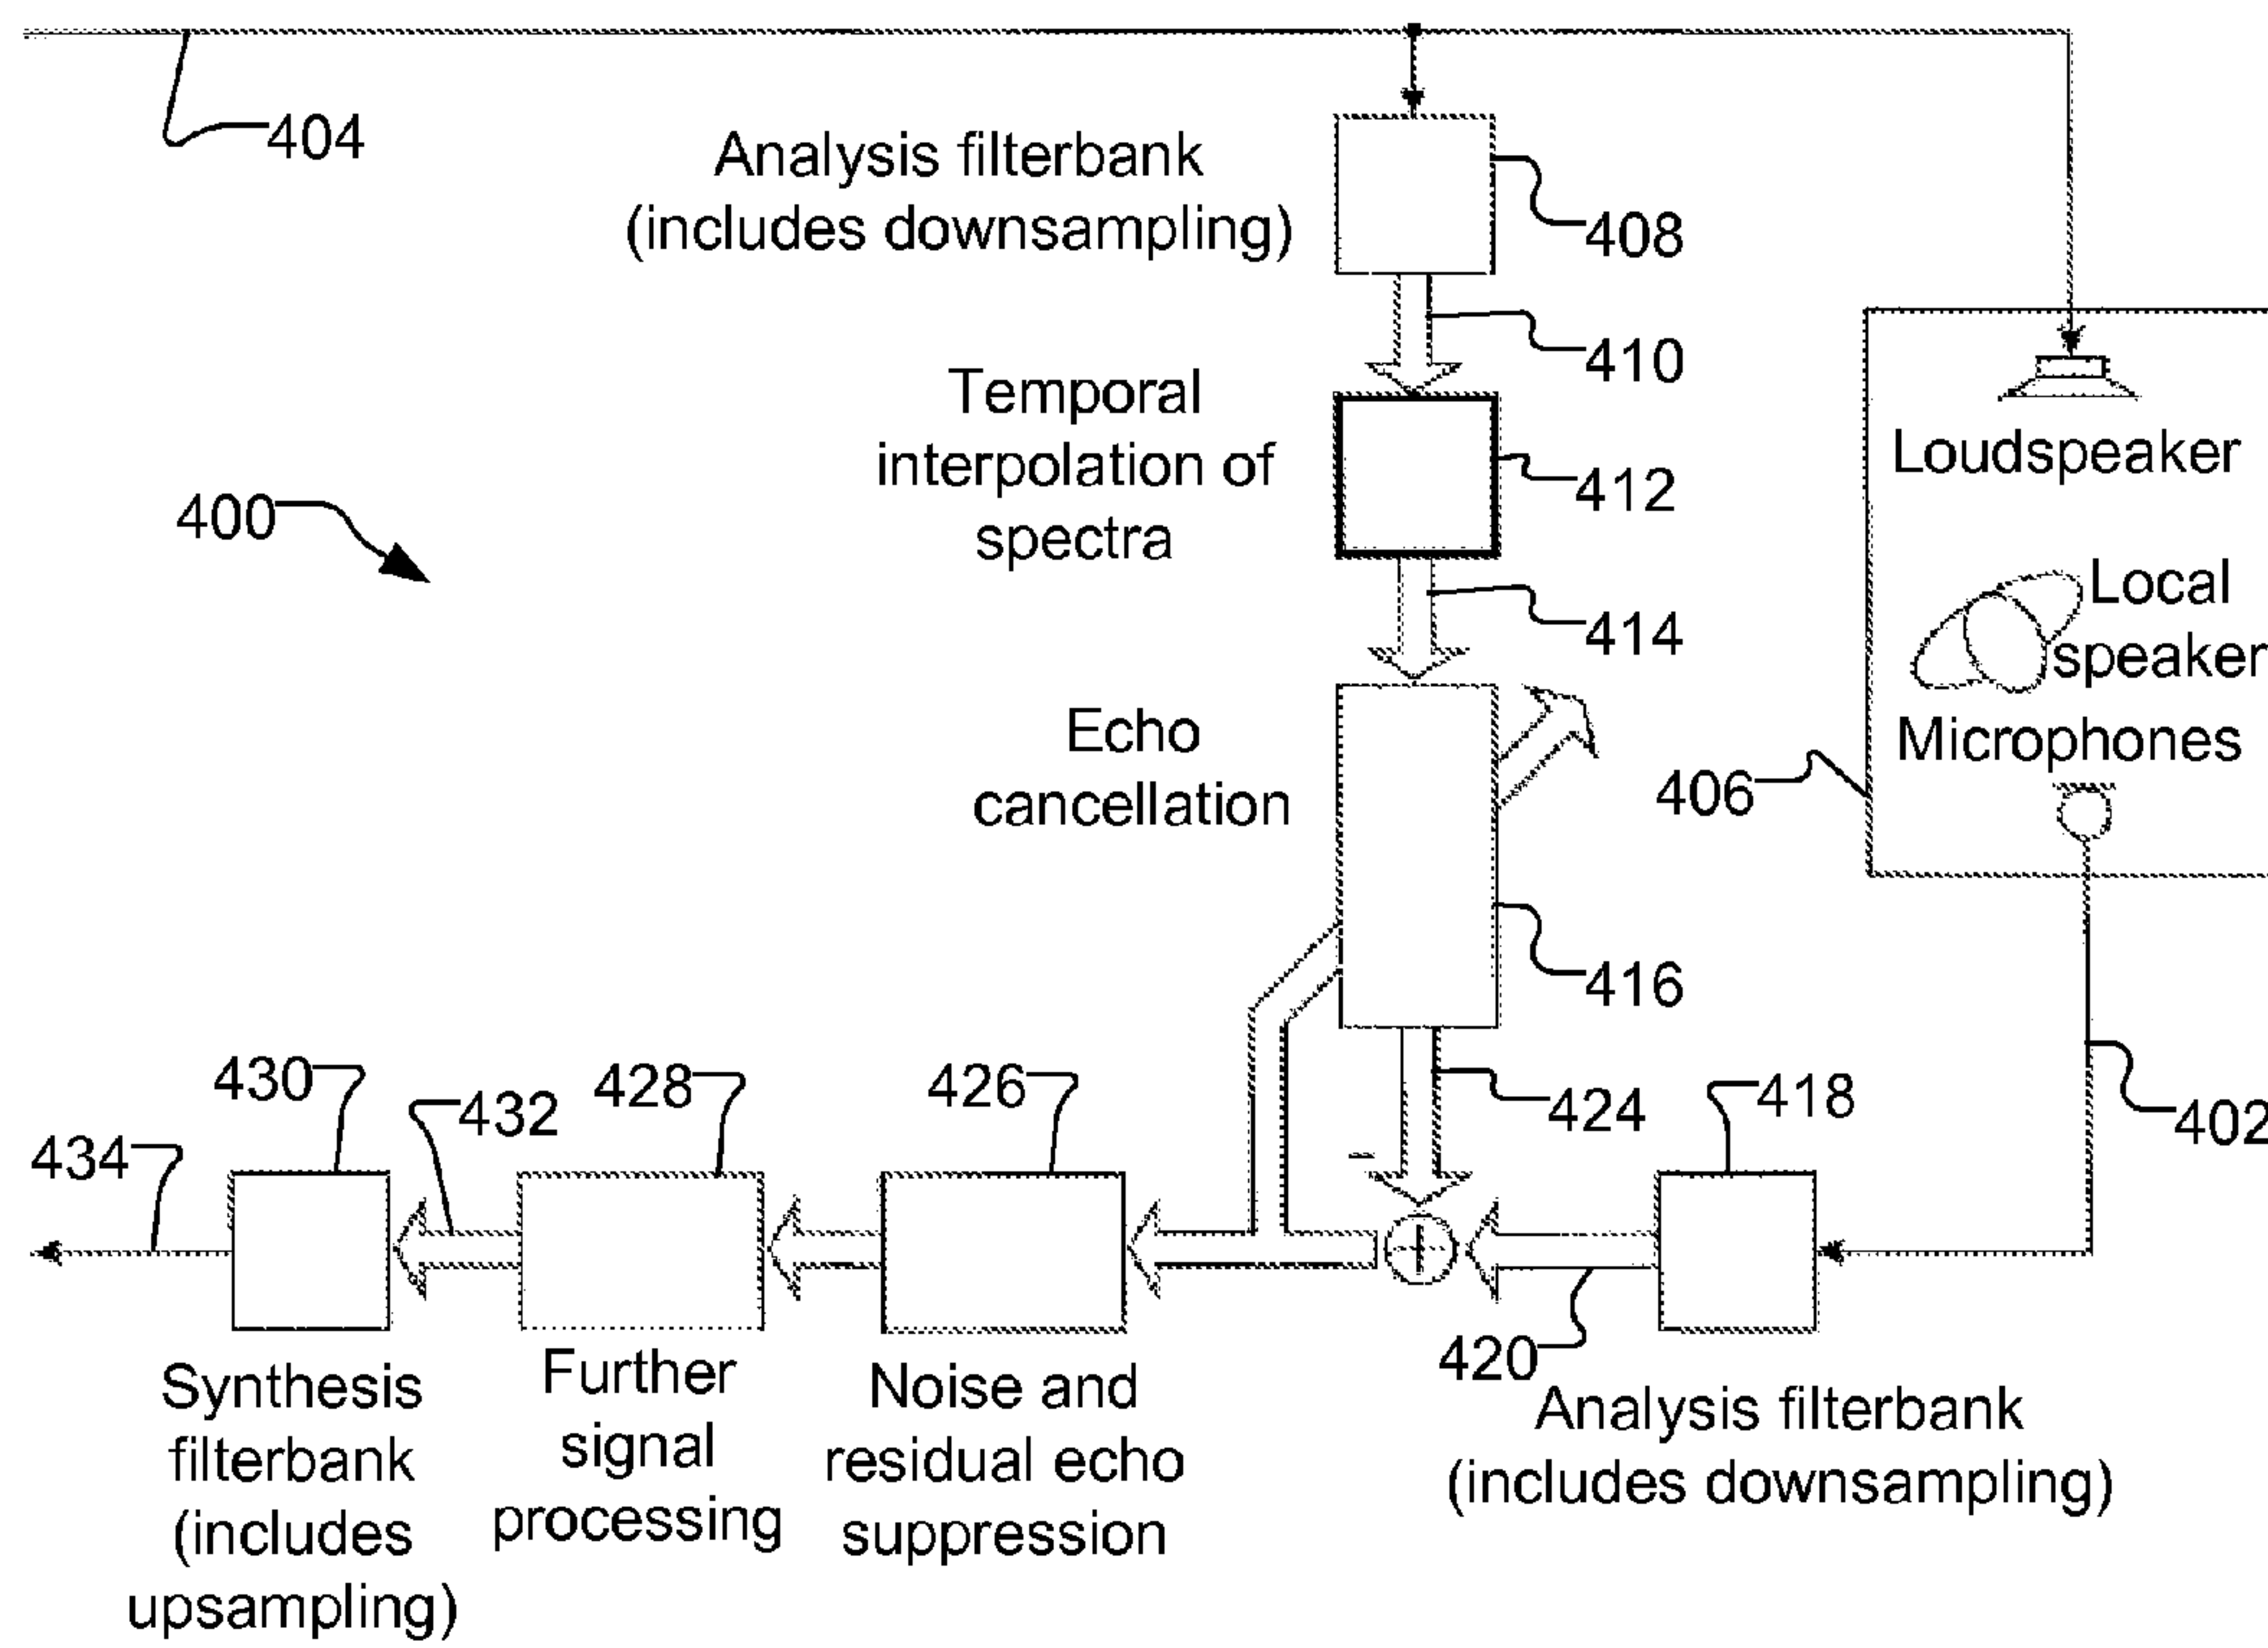 404
Analysis filterbank
(includes downsampling)
408
410
Temporal
interpolation of
spectra
412
400
414
Loudspeaker
Local
speaker
Microphones
406
Echo
cancellation
416
424
418
402
430
432
428
426
434
420
Synthesis
filterbank
(includes
upsampling)
Further
signal
processing
Noise and
residual echo
suppression
Analysis filterbank
(includes downsampling)